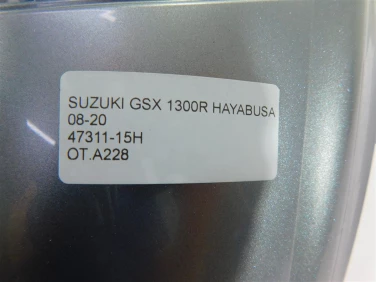 SUZUKI GSX 1300R HAYABUSA
08-20
47311-15H
OT.A228